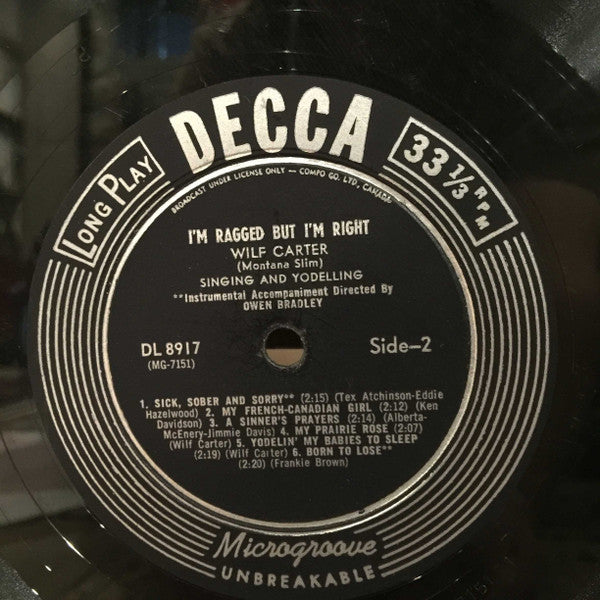 DECCA
LONG PLAY
33 1/3 RPM
BROADCAST UNDER LICENSE ONLY — COMPO CO. LTD., CANADA
I'M RAGGED BUT I'M RIGHT
WILF CARTER
(Montana Slim)
SINGING AND YODELLING
**Instrumental Accompaniment Directed By
OWEN BRADLEY
DL 8917
(MG-7151)
Side-2
1. SICK, SOBER AND SORRY** (2:15) (Tex Atchinson-Eddie
Hazelwood) 2. MY FRENCH-CANADIAN GIRL (2:12) (Ken
Davidson) 3. A SINNER'S PRAYERS (2:14) (Alberta-
McEnery-Jimmie Davis) 4. MY PRAIRIE ROSE (2:07)
(Wilf Carter) 5. YODELIN' MY BABIES TO SLEEP
(2:19) (Wilf Carter) 6. BORN TO LOSE**
(2:20) (Frankie Brown)
Microgroove
UNBREAKABLE